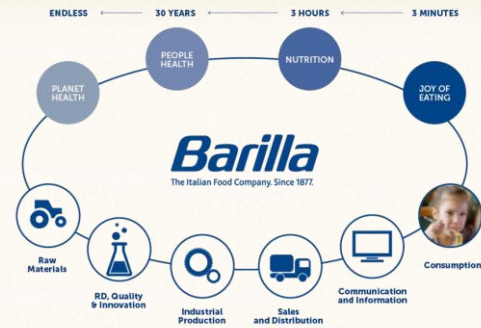 ENDLESS
30 YEARS
3 HOURS
3 MINUTES
PLANET
HEALTH
PEOPLE
HEALTH
NUTRITION
JOY OF
EATING
Barilla
The Italian Food Company. Since 1877.
Raw
Materials
RD, Quality
& Innovation
Industrial
Production
Sales
and Distribution
Communication
and Information
Consumption